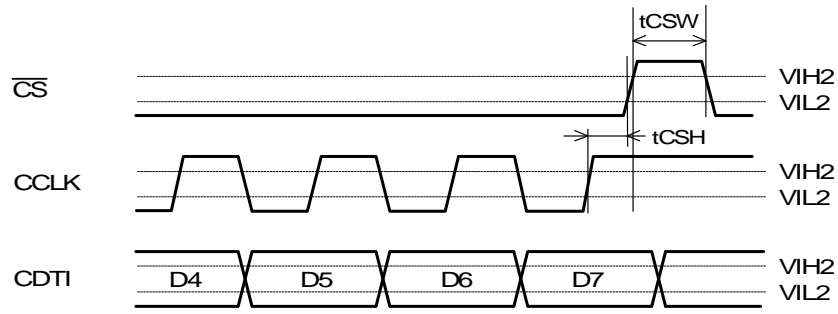 tCSW
CS
VIH2
VIL2
tCSH
CCLK
VIH2
VIL2
CDTI
D4 D5 D6 D7
VIH2
VIL2